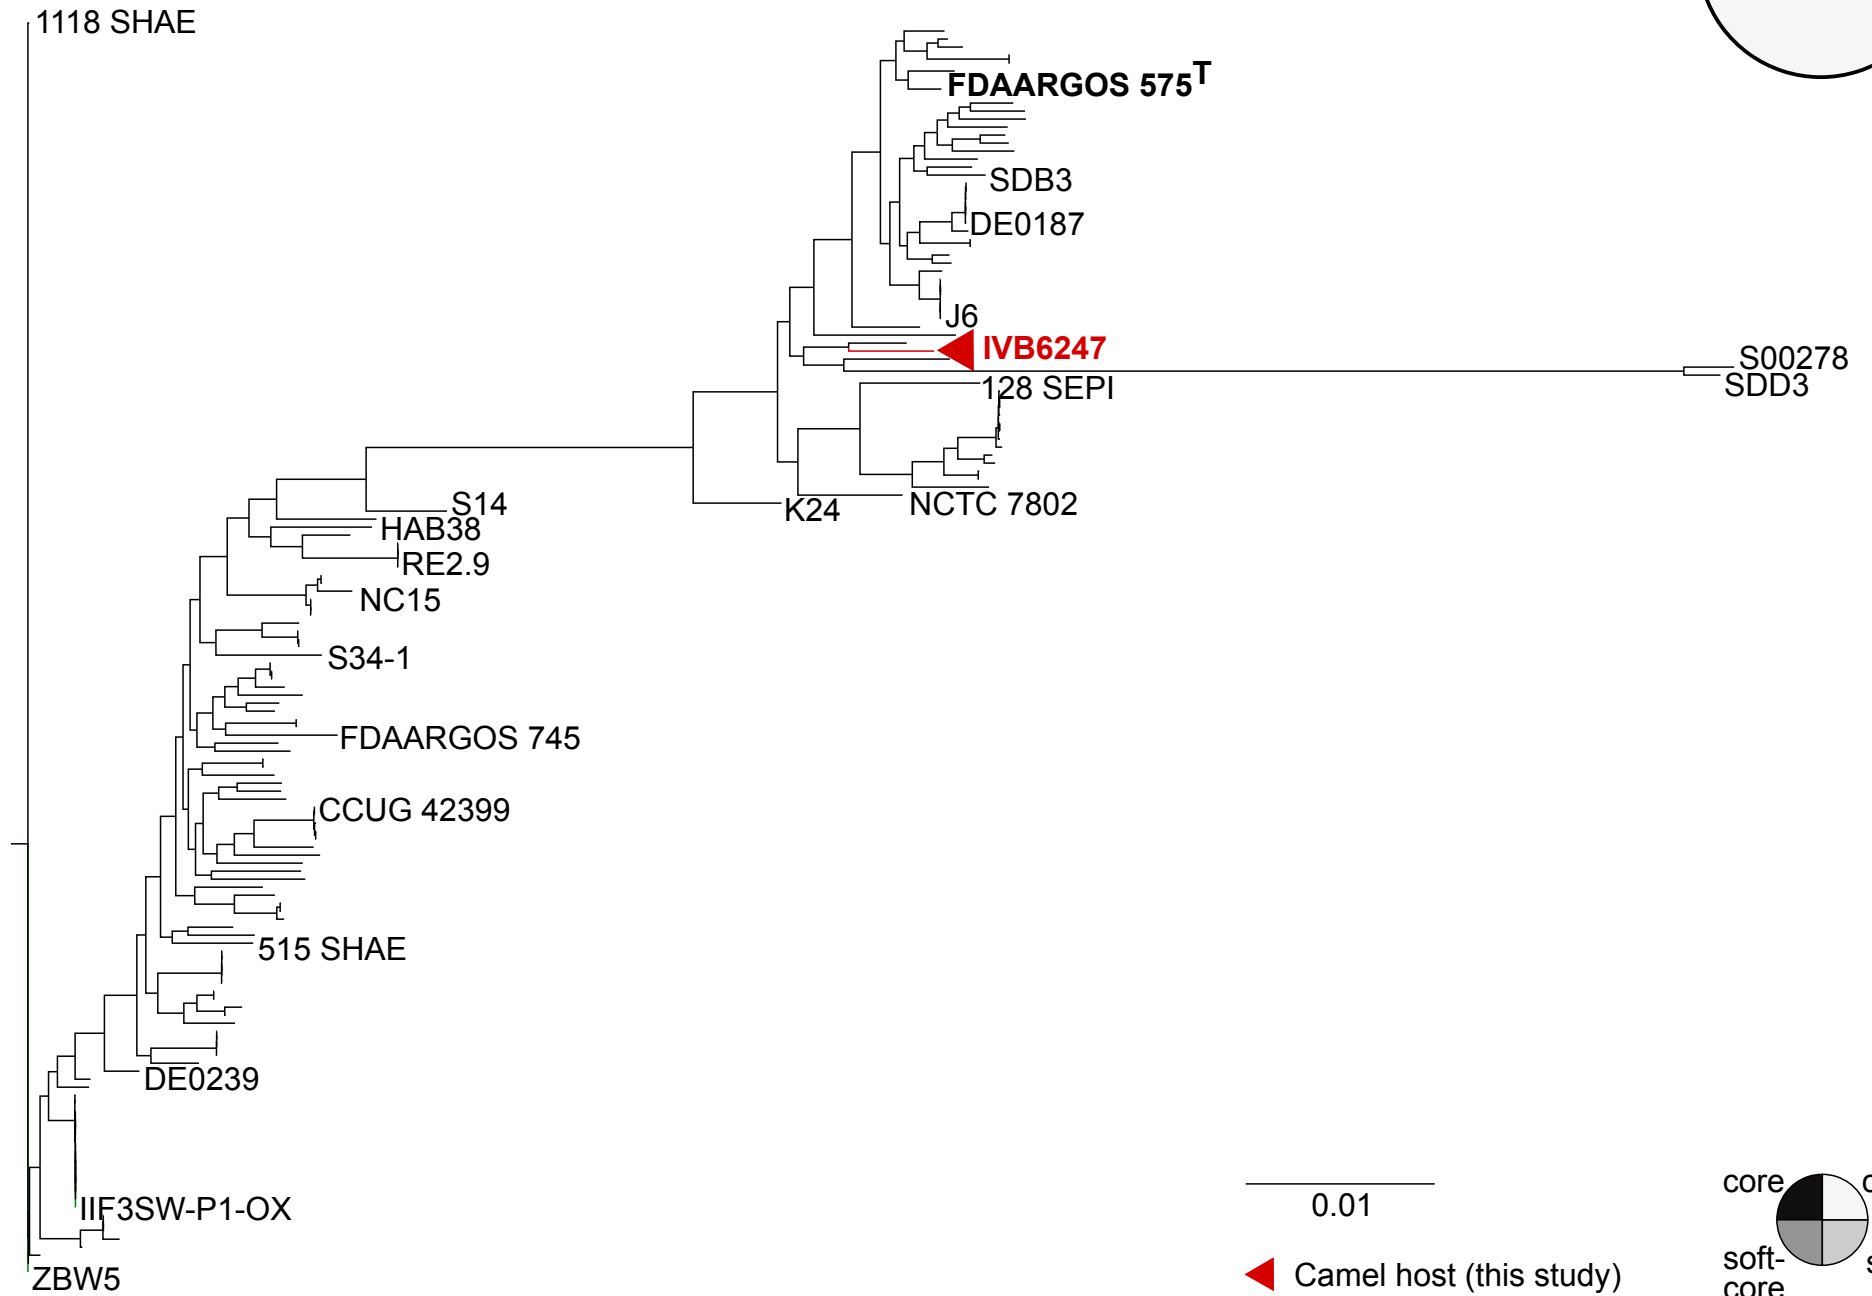 1118 SHAE
FDAARGOS 575T
SDB3
DE0187
J6
IVB6247
S00278
SDD3
128 SEPI
S14
K24
NCTC 7802
HAB38
RE2.9
NC15
S34-1
FDAARGOS 745
CCUG 42399
515 SHAE
DE0239
IIF3SW-P1-OX
ZBW5
0.01
Camel host (this study)
core
soft-
core